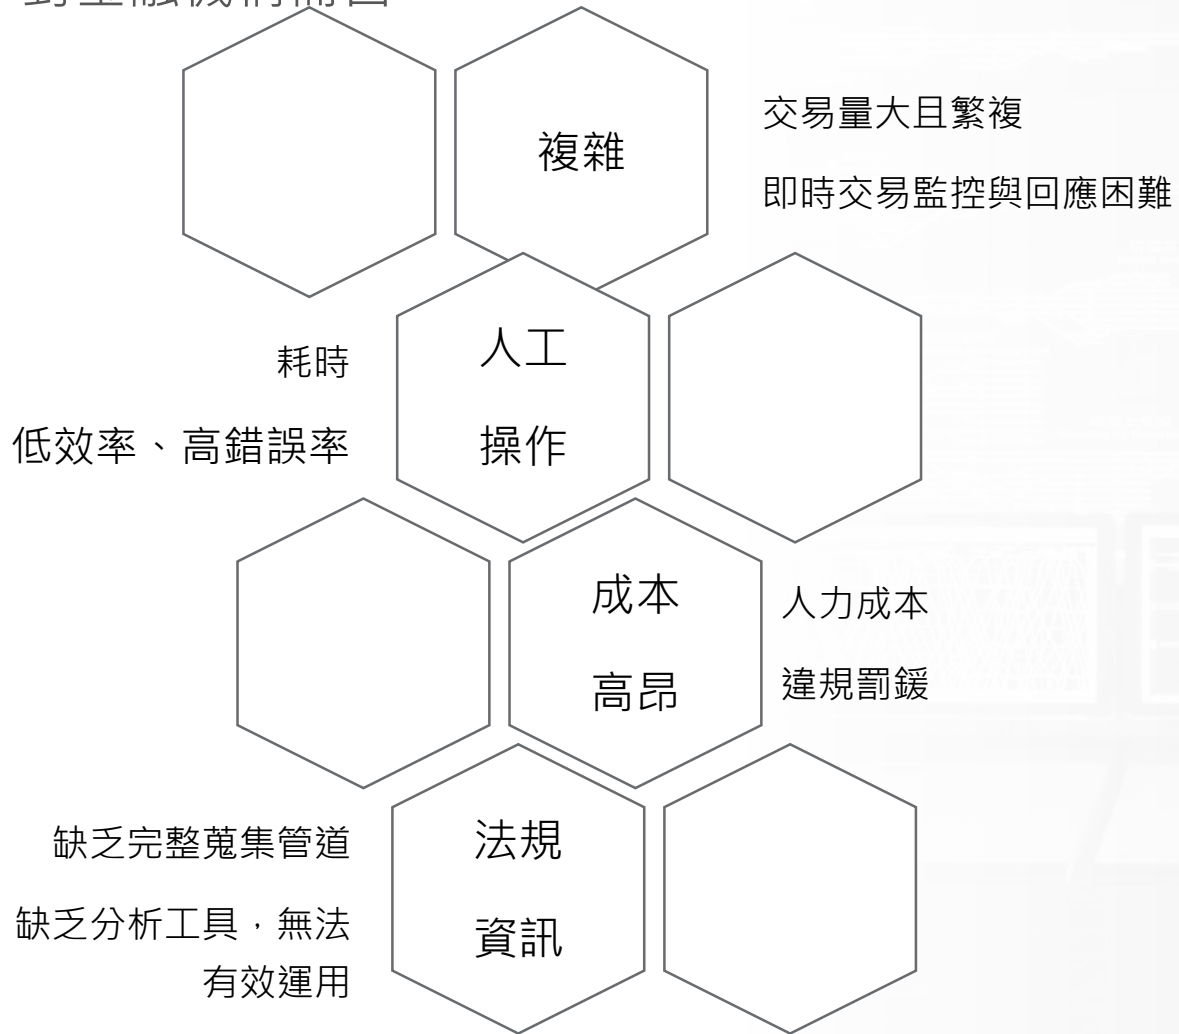 複雜
交易量大且繁複
即時交易監控與回應困難
人工
操作
耗時
低效率、高錯誤率
成本
高昂
人力成本
違規罰鍰
法規
資訊
缺乏完整蒐集管道
缺乏分析工具，無法
有效運用